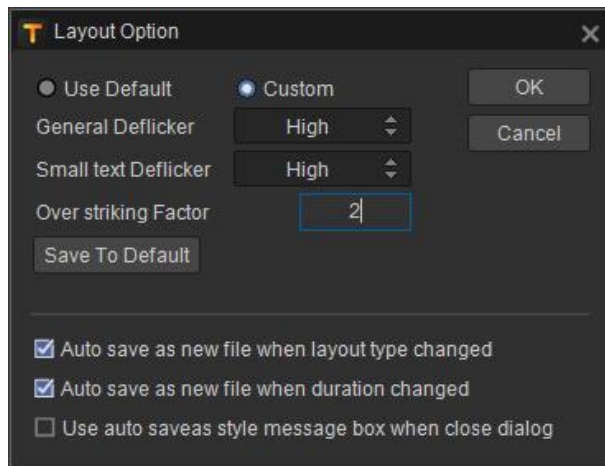 T Layout Option
Use Default Custom OK
General Deflicker High Cancel
Small text Deflicker High
Over striking Factor 2
Save To Default
Auto save as new file when layout type changed
Auto save as new file when duration changed
Use auto saveas style message box when close dialog